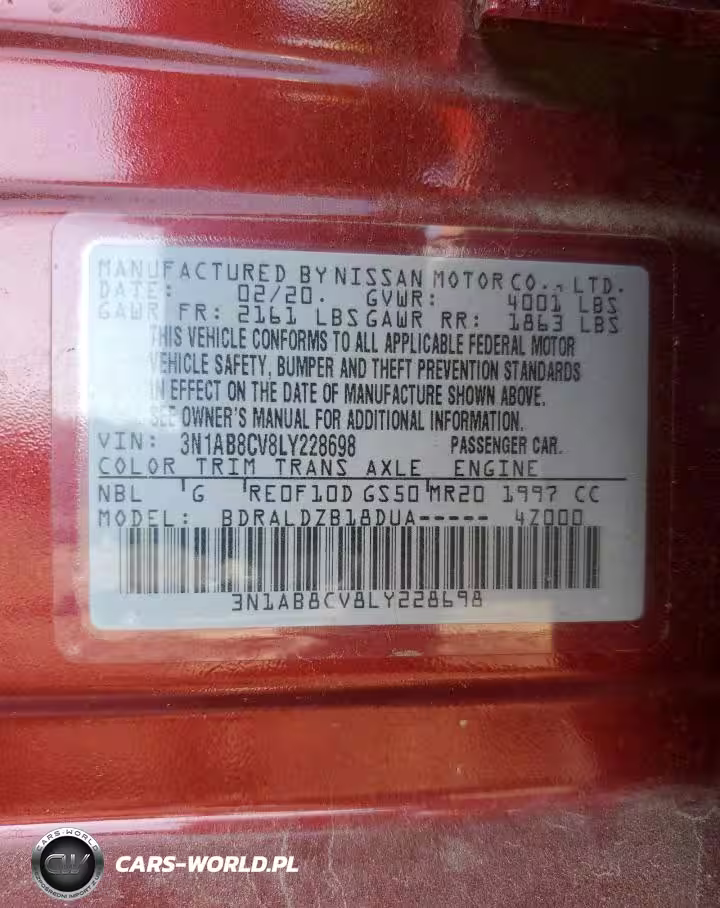 MANUFACTURED BY NISSAN MOTOR CO., LTD.
DATE: 02/20. GVWR: 4001 LBS
GAWR FR: 2161 LBS GAWR RR: 1863 LBS
THIS VEHICLE CONFORMS TO ALL APPLICABLE FEDERAL MOTOR
VEHICLE SAFETY, BUMPER AND THEFT PREVENTION STANDARDS
IN EFFECT ON THE DATE OF MANUFACTURE SHOWN ABOVE.
SEE OWNER'S MANUAL FOR ADDITIONAL INFORMATION.
VIN: 3N1AB8CV8LY228698 PASSENGER CAR.
COLOR TRIM TRANS AXLE ENGINE
NBL G RE0F10D GS50 MR20 1997 CC
MODEL: BDRALDZB18DUA----- 4Z000
3N1AB8CV8LY228698
CARS-WORLD
CW
CARS-WORLD.PL